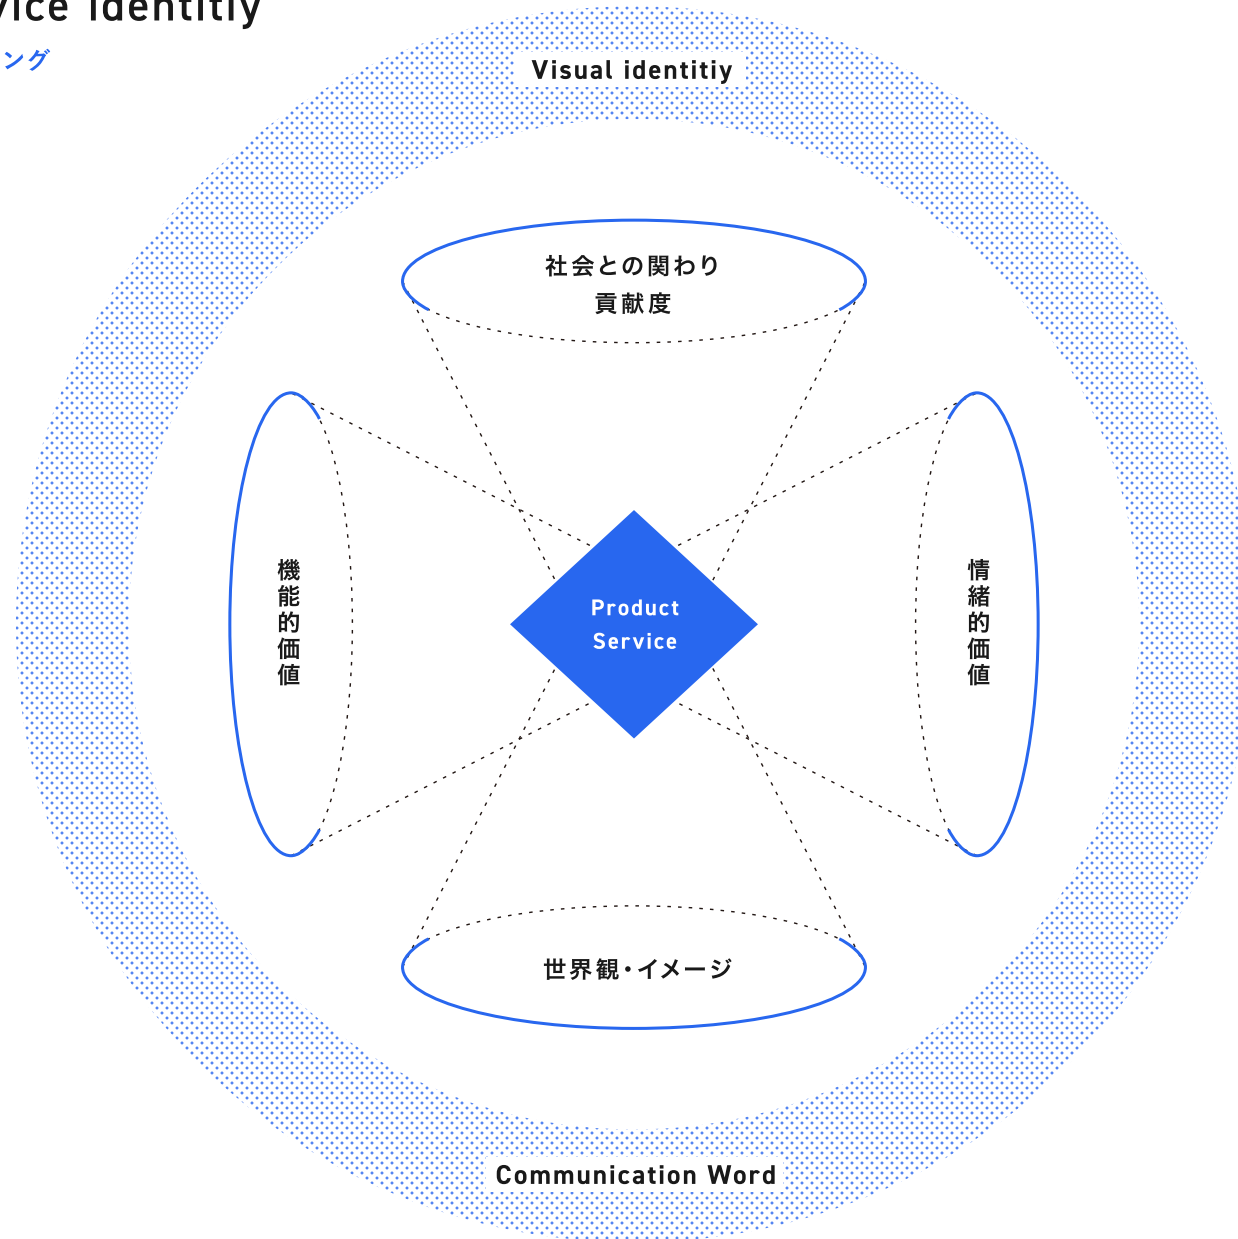 vice identitiy
ング
Visual identitiy
社会との関わり
貢献度
機能的価値
情緒的価値
Product
Service
世界観・イメージ
Communication Word